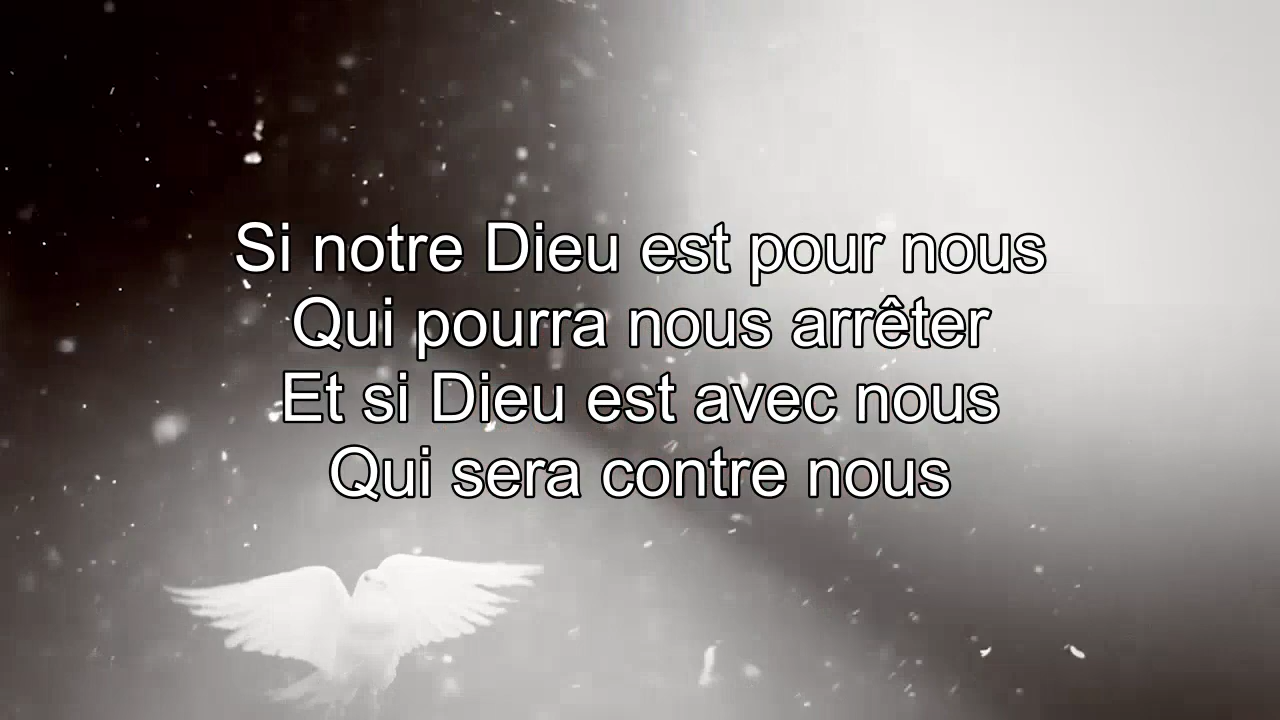 Si notre Dieu est pour nous
Qui pourra nous arrêter
Et si Dieu est avec nous
Qui sera contre nous